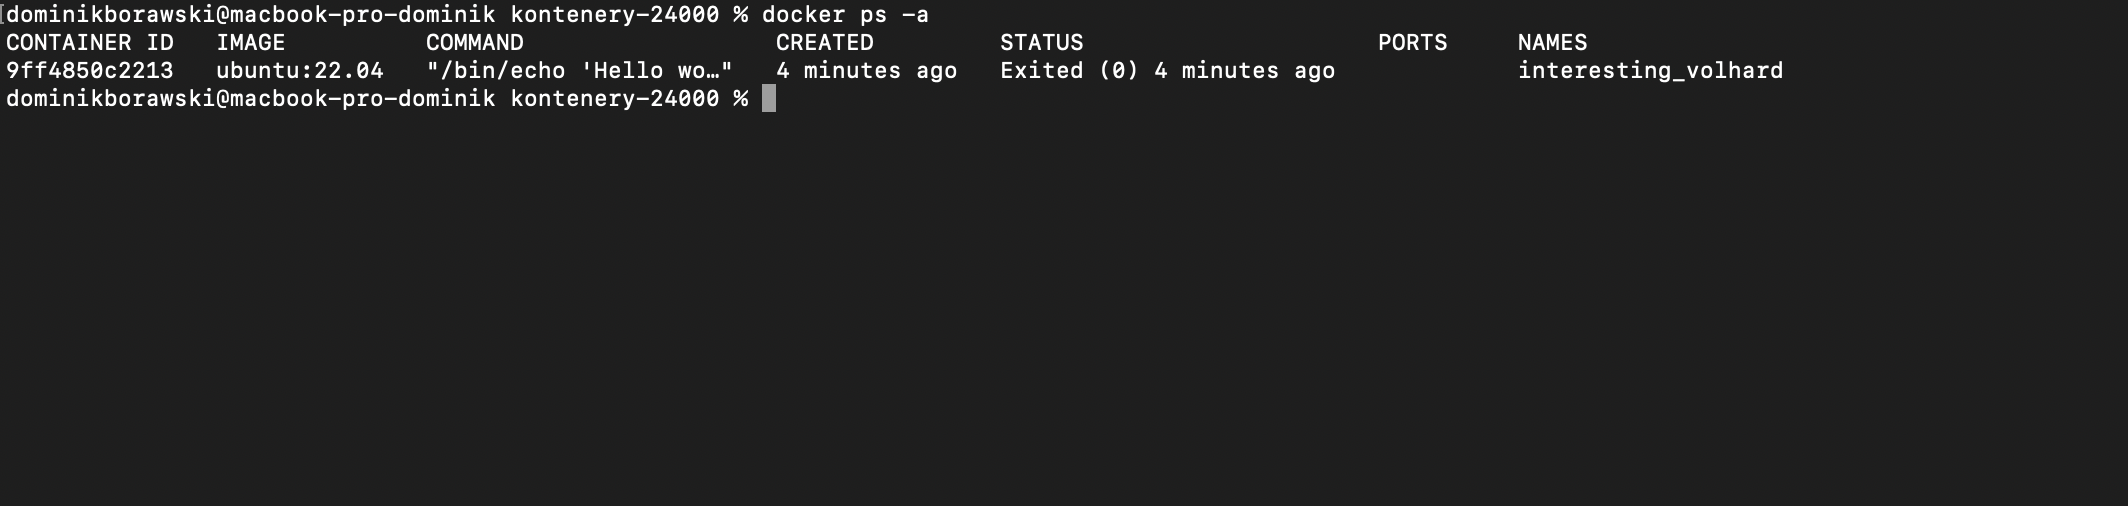 dominikborawski@macbook-pro-dominik kontenery-24000 % docker ps -a
CONTAINER ID   IMAGE          COMMAND                  CREATED         STATUS                     PORTS     NAMES
9ff4850c2213   ubuntu:22.04   "/bin/echo 'Hello wo…"   4 minutes ago   Exited (0) 4 minutes ago             interesting_volhard
dominikborawski@macbook-pro-dominik kontenery-24000 %